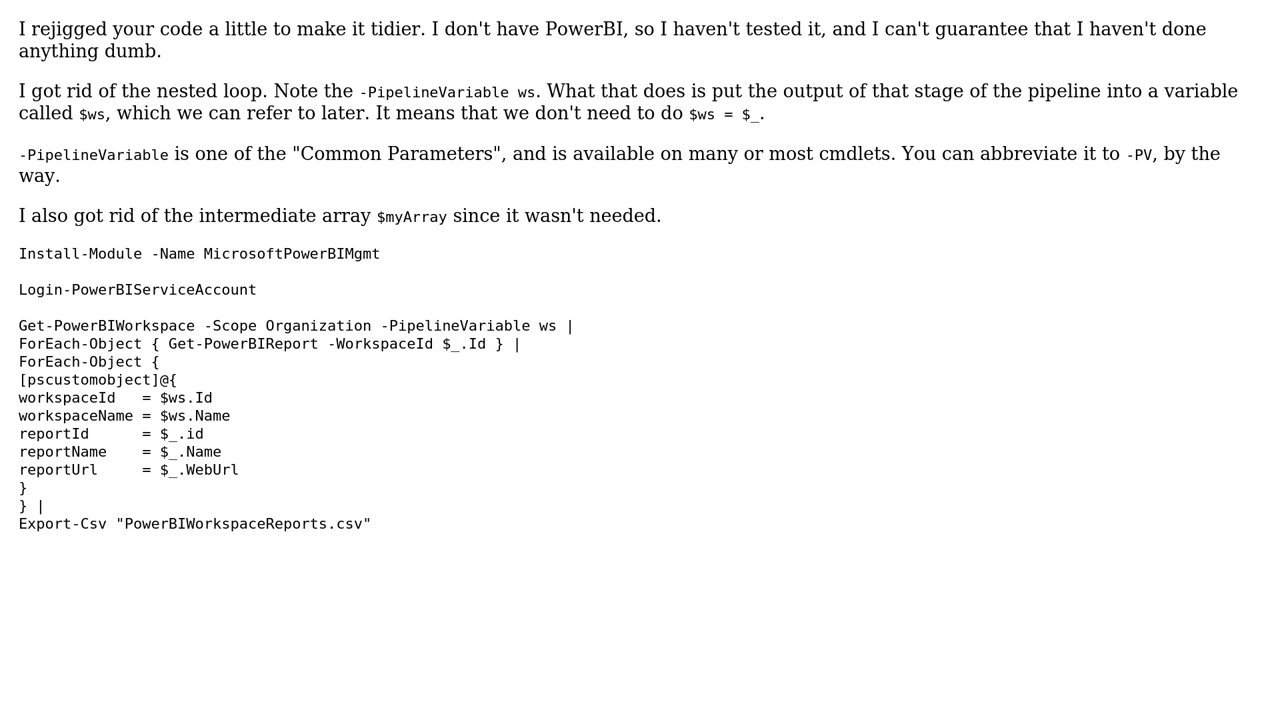 I rejigged your code a little to make it tidier. I don't have PowerBI, so I haven't tested it, and I can't guarantee that I haven't done
anything dumb.
I got rid of the nested loop. Note the -PipelineVariable ws. What that does is put the output of that stage of the pipeline into a variable
called $ws, which we can refer to later. It means that we don't need to do $ws = $_.
-PipelineVariable is one of the "Common Parameters", and is available on many or most cmdlets. You can abbreviate it to -PV, by the
way.
I also got rid of the intermediate array $myArray since it wasn't needed.
Install-Module -Name MicrosoftPowerBIMgmt
Login-PowerBIServiceAccount
Get-PowerBIWorkspace -Scope Organization -PipelineVariable ws |
ForEach-Object { Get-PowerBIReport -WorkspaceId $_.Id } |
ForEach-Object {
[pscustomobject]@{
workspaceId   = $ws.Id
workspaceName = $ws.Name
reportId      = $_.id
reportName    = $_.Name
reportUrl     = $_.WebUrl
}
} |
Export-Csv "PowerBIWorkspaceReports.csv"